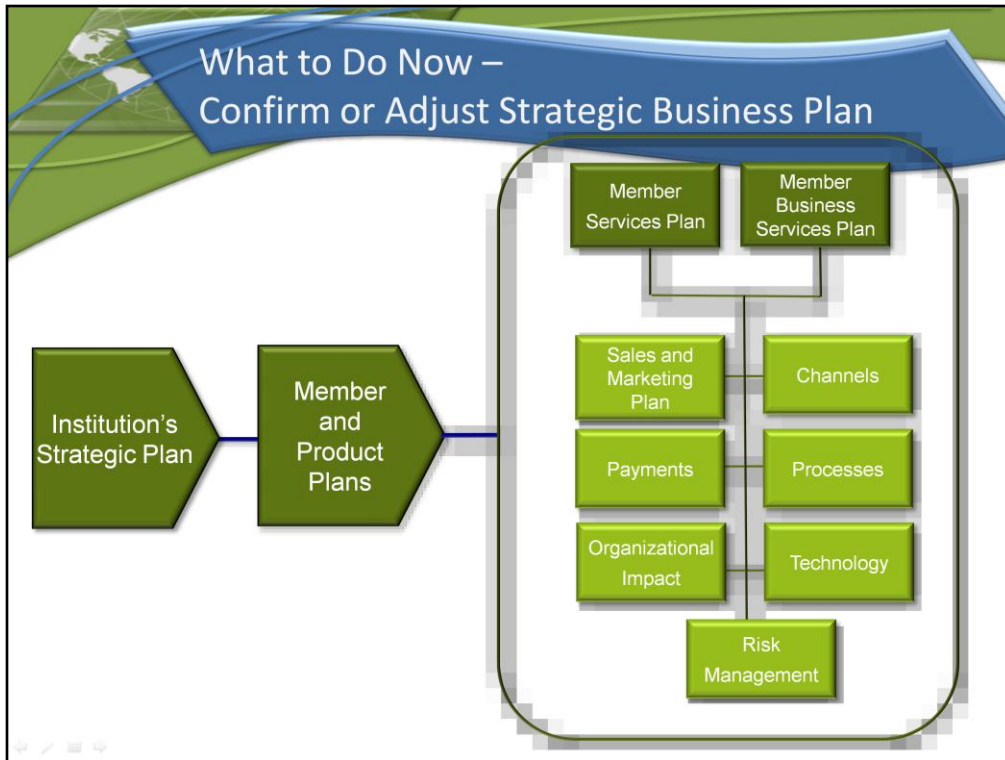 What to Do Now –
Confirm or Adjust Strategic Business Plan
Member
Services Plan
Member
Business
Services Plan
Institution's
Strategic Plan
Member
and
Product
Plans
Sales and
Marketing
Plan
Channels
Payments
Processes
Organizational
Impact
Technology
Risk
Management